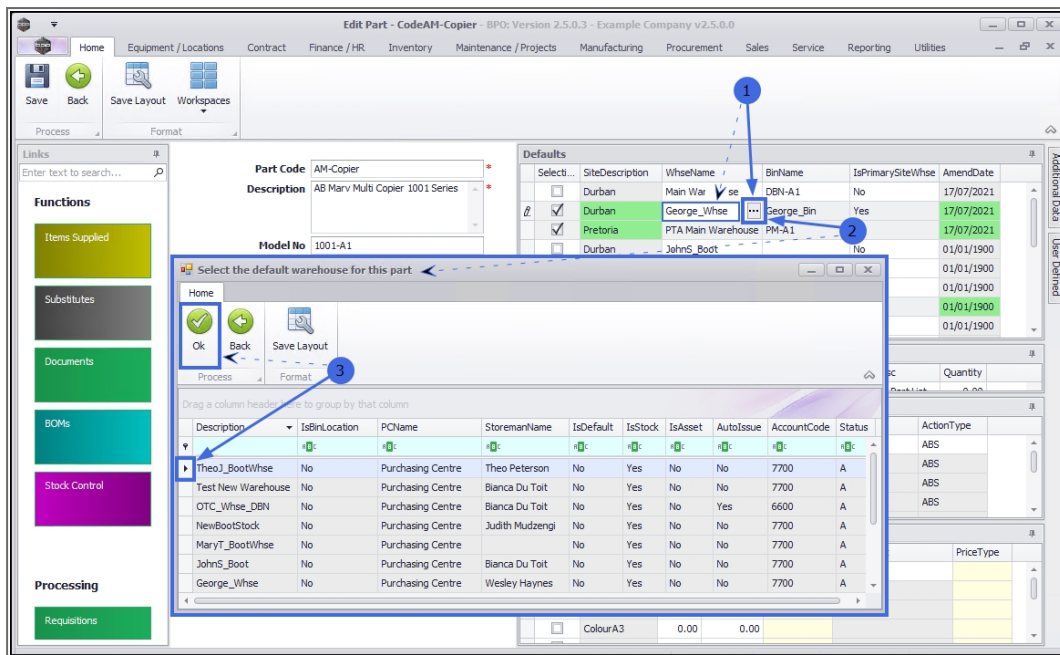 Edit Part - CodeAM-Copier - BPO: Version 2.5.0.3 - Example Company v2.5.0.0
Home Equipment / Locations Contract Finance / HR Inventory Maintenance / Projects Manufacturing Procurement Sales Service Reporting Utilities
Save Back Save Layout Workspaces
Process Format
1
Links
Enter text to search...
Functions
Items Supplied
Substitutes
Documents
BOMs
Stock Control
Processing
Requisitions
Part Code AM-Copier *
Description AB Marv Multi Copier 1001 Series *
Model No 1001-A1
Defaults
Selecti... SiteDescription WhseName BinName IsPrimarySiteWhse AmendDate
Durban Main War se DBN-A1 No 17/07/2021
Durban George_Whse ... George_Bin Yes 17/07/2021
Pretoria PTA Main Warehouse PM-A1 17/07/2021
2
Durban JohnS_Boot No 01/01/1900
01/01/1900
01/01/1900
01/01/1900
01/01/1900
Additional Data
User Defined
sc Quantity
0.00
ActionType
ABS
ABS
ABS
ABS
PriceType
ColourA3 0.00 0.00
Select the default warehouse for this part
Home
Ok Back Save Layout
Process Format
3
Drag a column header here to group by that column
Description IsBinLocation PCName StoremanName IsDefault IsStock IsAsset AutoIssue AccountCode Status
TheoJ_BootWhse No Purchasing Centre Theo Peterson No Yes No No 7700 A
Test New Warehouse No Purchasing Centre Bianca Du Toit No Yes No No 7700 A
OTC_Whse_DBN No Purchasing Centre Bianca Du Toit No Yes No Yes 6600 A
NewBootStock No Purchasing Centre Judith Mudzengi No Yes No No 7700 A
MaryT_BootWhse No Purchasing Centre No Yes No No 7700 A
JohnS_Boot No Purchasing Centre Bianca Du Toit No Yes No No 7700 A
George_Whse No Purchasing Centre Wesley Haynes No Yes No No 7700 A